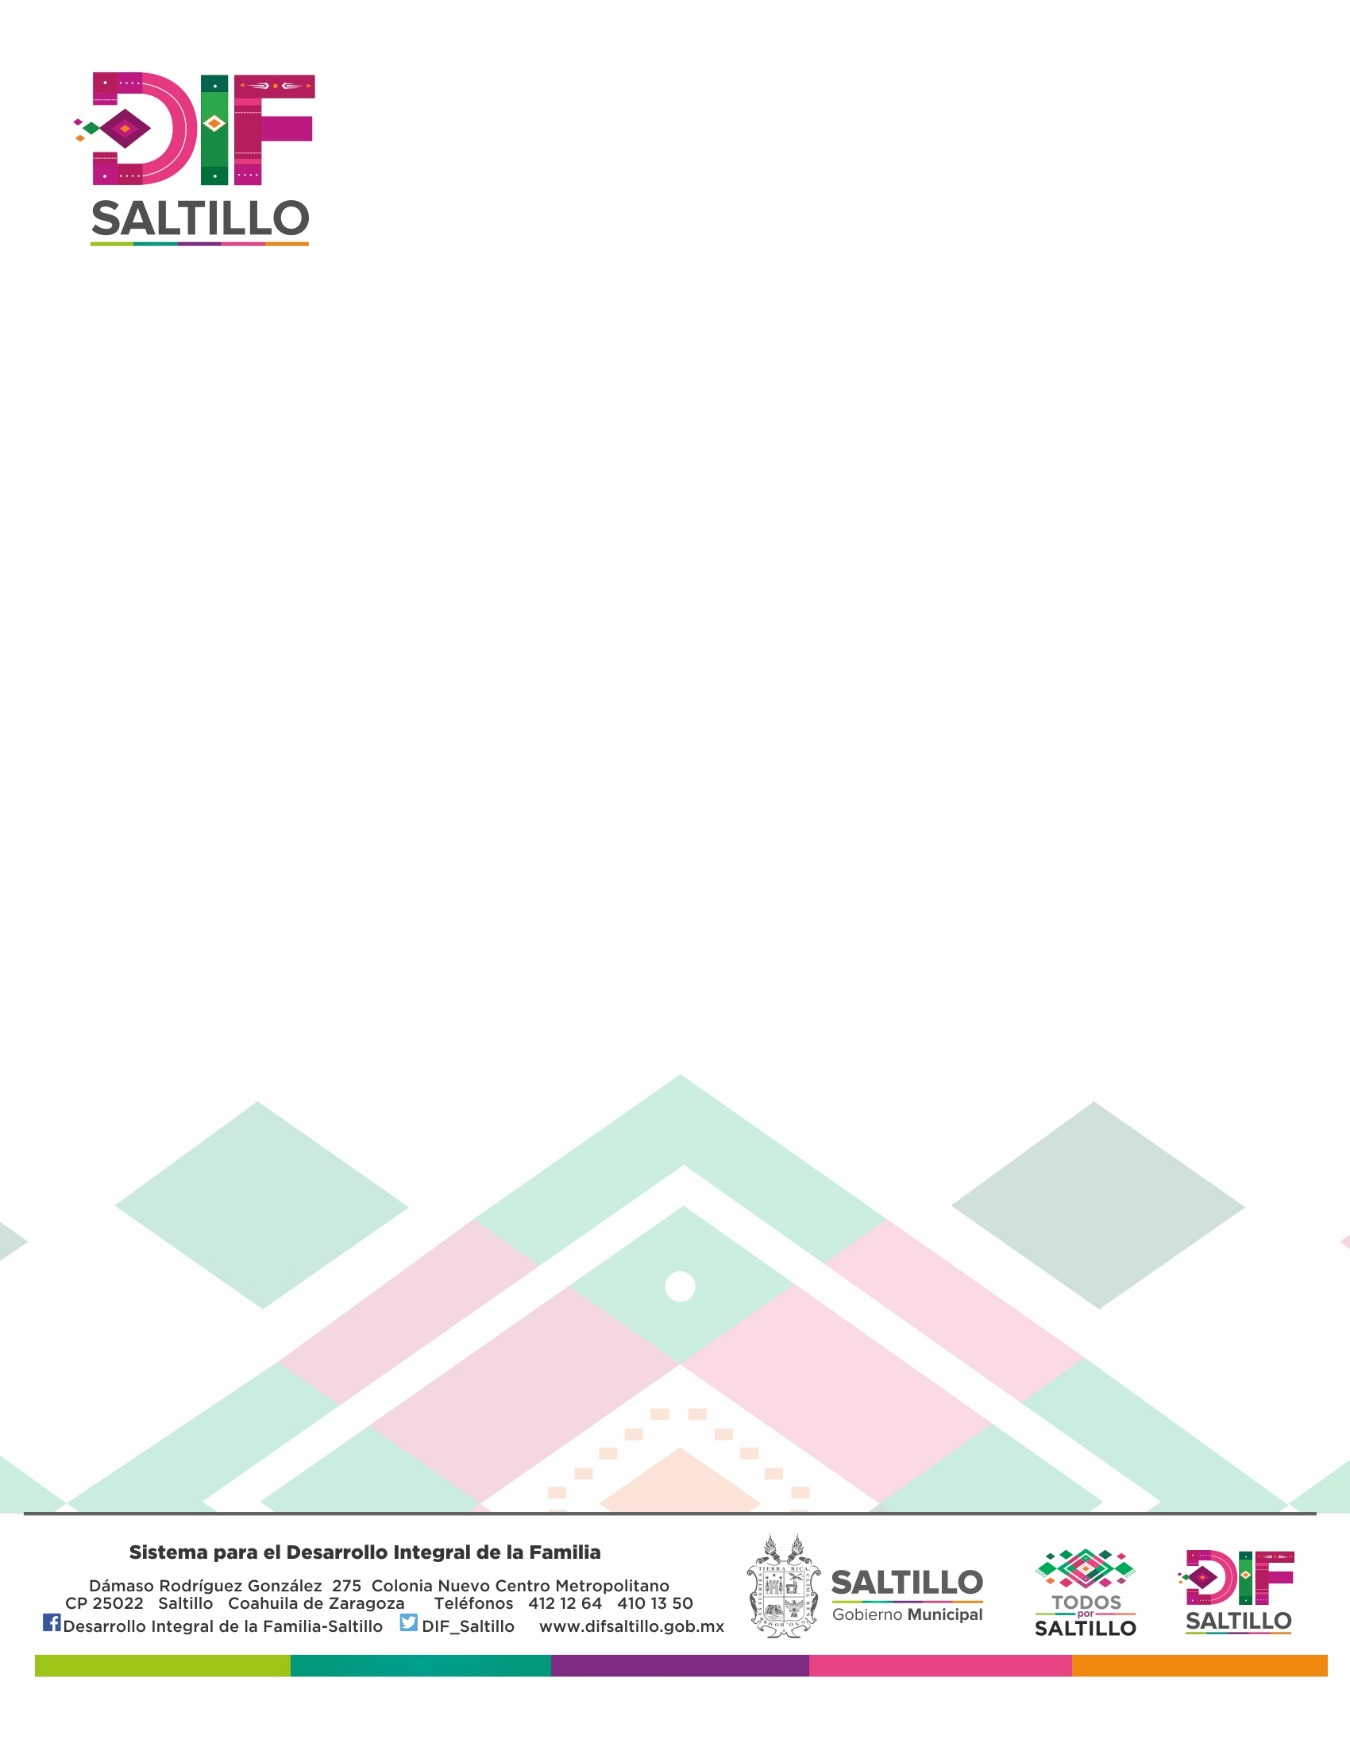 DIF
SALTILLO
Sistema para el Desarrollo Integral de la Familia
Dámaso Rodríguez González 275 Colonia Nuevo Centro Metropolitano
CP 25022 Saltillo Coahuila de Zaragoza Teléfonos 412 12 64 410 13 50
Desarrollo Integral de la Familia-Saltillo DIF_Saltillo www.difsaltillo.gob.mx
TIERRA RICA
SALTILLO
Gobierno Municipal
TODOS
por
SALTILLO
DIF
SALTILLO